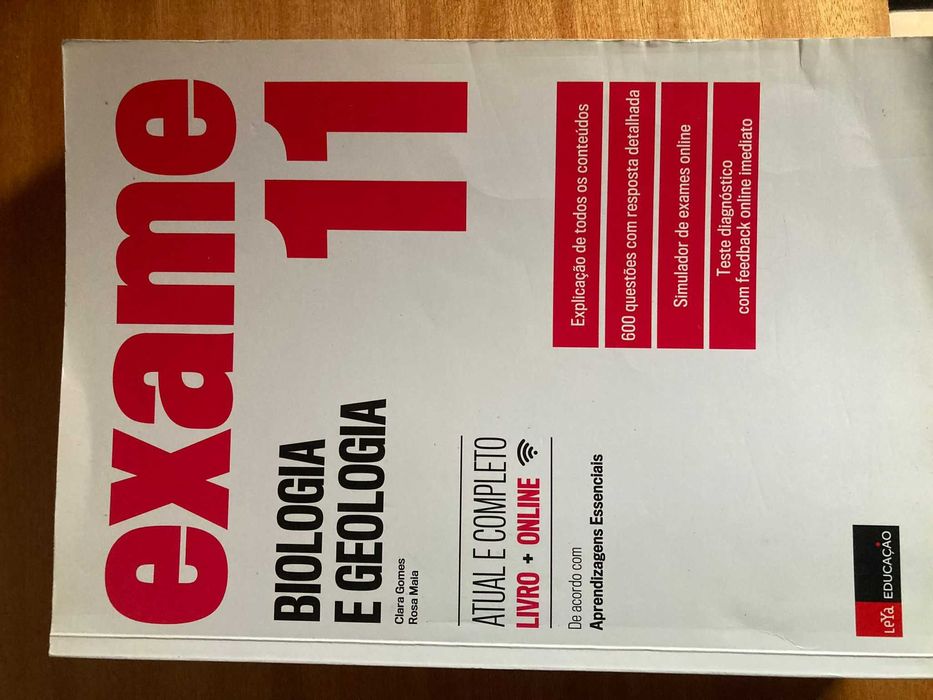 exame
11
BIOLOGIA
E GEOLOGIA
Clara Gomes
Rosa Maia
ATUAL E COMPLETO
LIVRO + ONLINE
De acordo com
Aprendizagens Essenciais
Explicação de todos os conteúdos
600 questões com resposta detalhada
Simulador de exames online
Teste diagnóstico
com feedback online imediato
LeYa EDUCAÇÃO